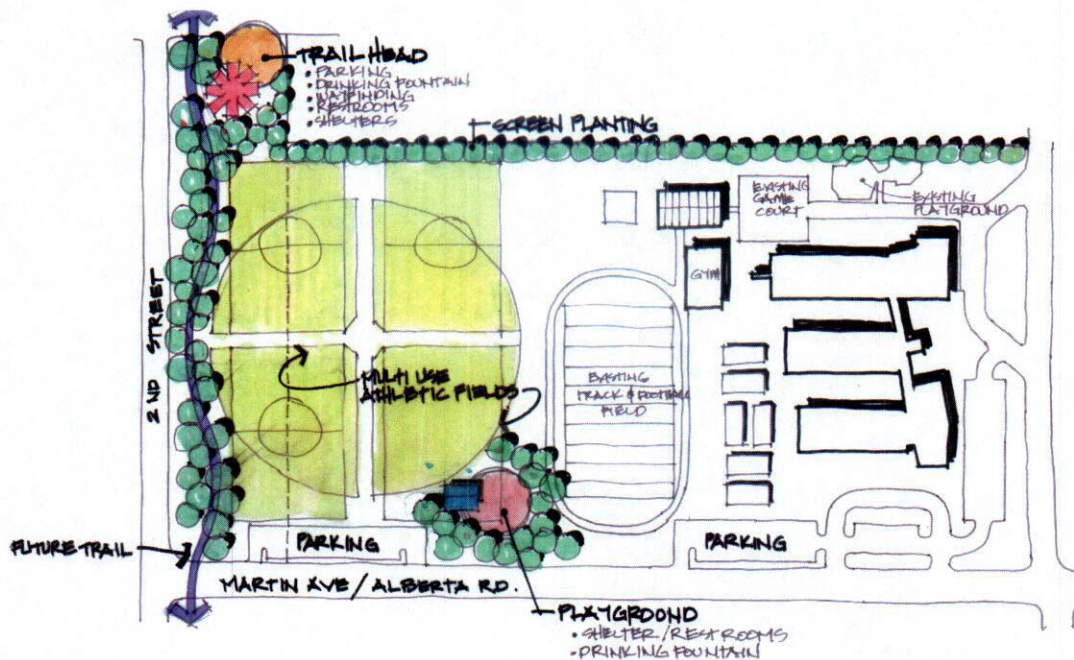 TRAIL HEAD
• PARKING
• DRINKING FOUNTAIN
• WAYFINDING
• RESTROOMS
• SHELTERS
SCREEN PLANTING
EXISTING
GAME
COURT
EXISTING
PLAYGROUND
GYM
2ND STREET
MULTI USE
ATHLETIC FIELDS
EXISTING
TRACK & FOOTBALL
FIELD
FUTURE TRAIL
PARKING
PARKING
MARTIN AVE / ALBERTA RD.
PLAYGROUND
• SHELTER/RESTROOMS
• DRINKING FOUNTAIN